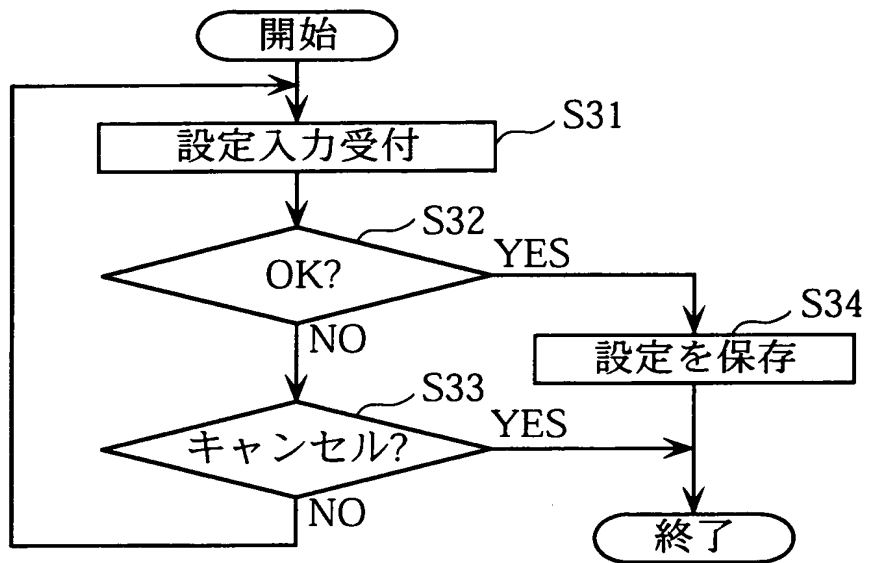 開始
設定入力受付
S31
S32
OK?
YES
NO
S34
設定を保存
S33
キャンセル?
YES
NO
終了